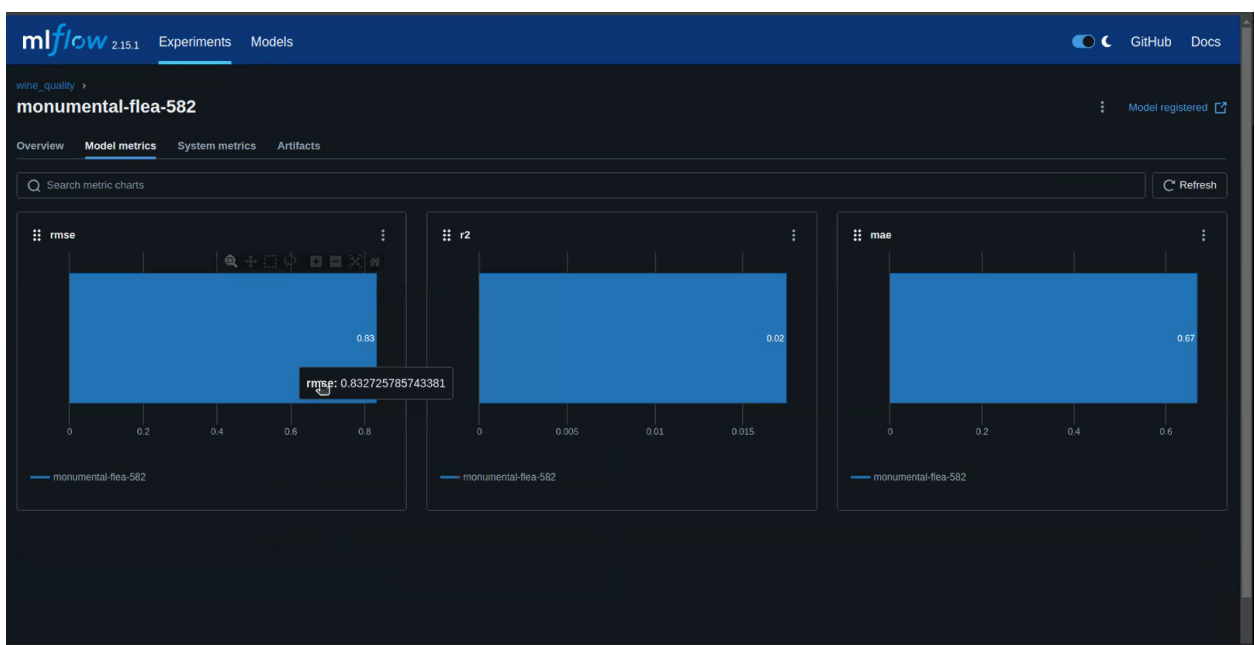 mlflow 2.15.1 Experiments Models GitHub Docs
wine_quality ›
monumental-flea-582
Model registered
Overview Model metrics System metrics Artifacts
Search metric charts
Refresh
rmse
0.83
rmse: 0.832725785743381
0 0.2 0.4 0.6 0.8
monumental-flea-582
r2
0.02
0 0.005 0.01 0.015
monumental-flea-582
mae
0.67
0 0.2 0.4 0.6
monumental-flea-582